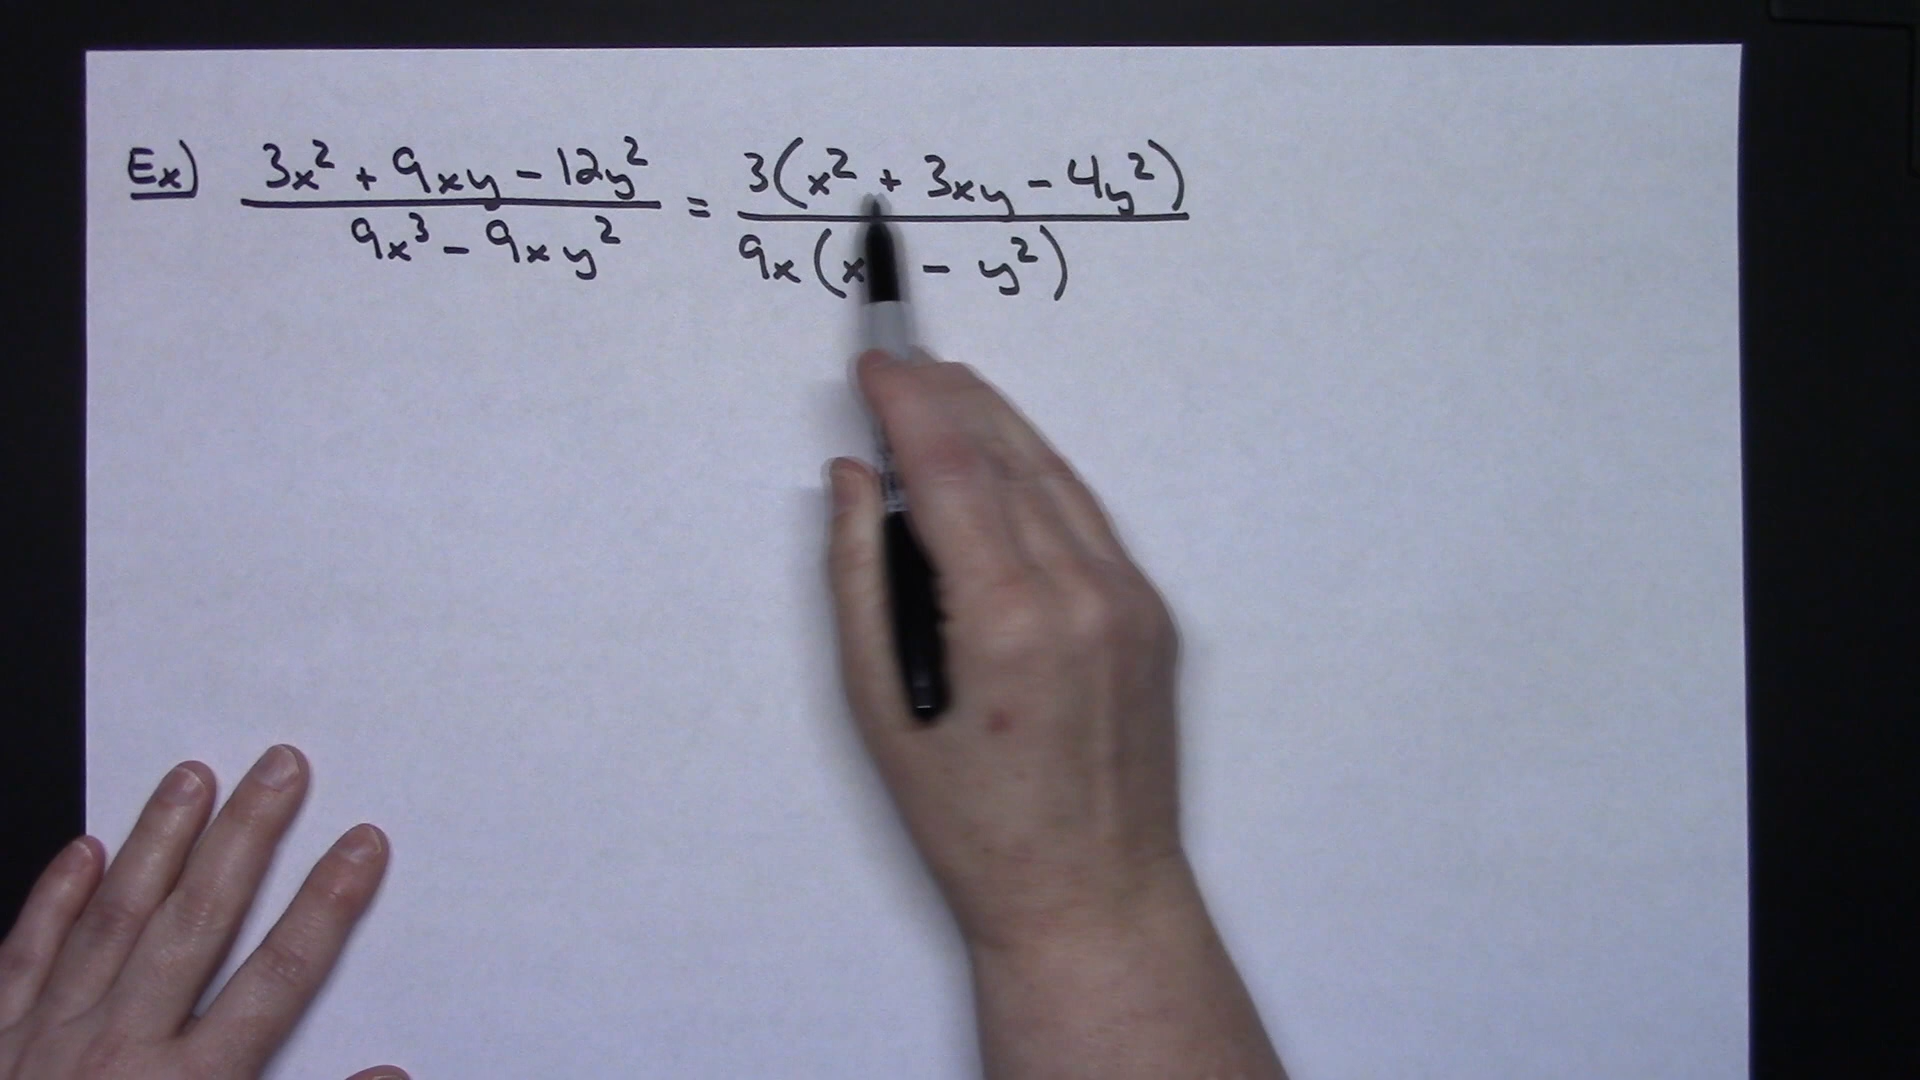 Ex) 3x² + 9xy - 12y² / 9x³ - 9xy² = 3(x² + 3xy - 4y²) / 9x(x - y²)